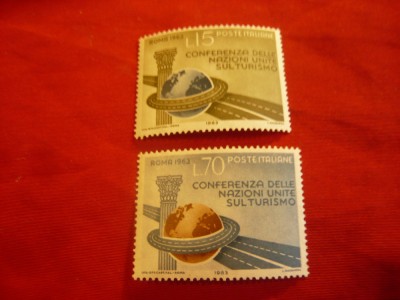 ROMA 1963
L.15 POSTE ITALIANE
CONFERENZA DELLE
NAZIONI UNITE
SUL TURISMO
1963
ROMA 1963
L.70 POSTE ITALIANE
CONFERENZA DELLE
NAZIONI UNITE
SUL TURISMO
1963